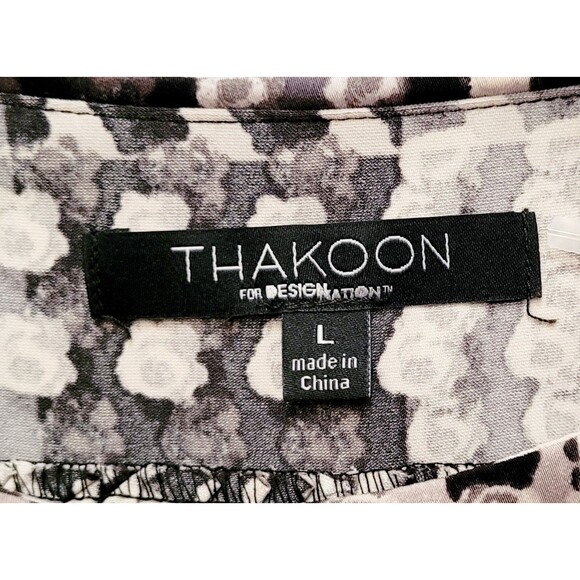 THAKOON
FOR DESIGNATION™
L
made in
China